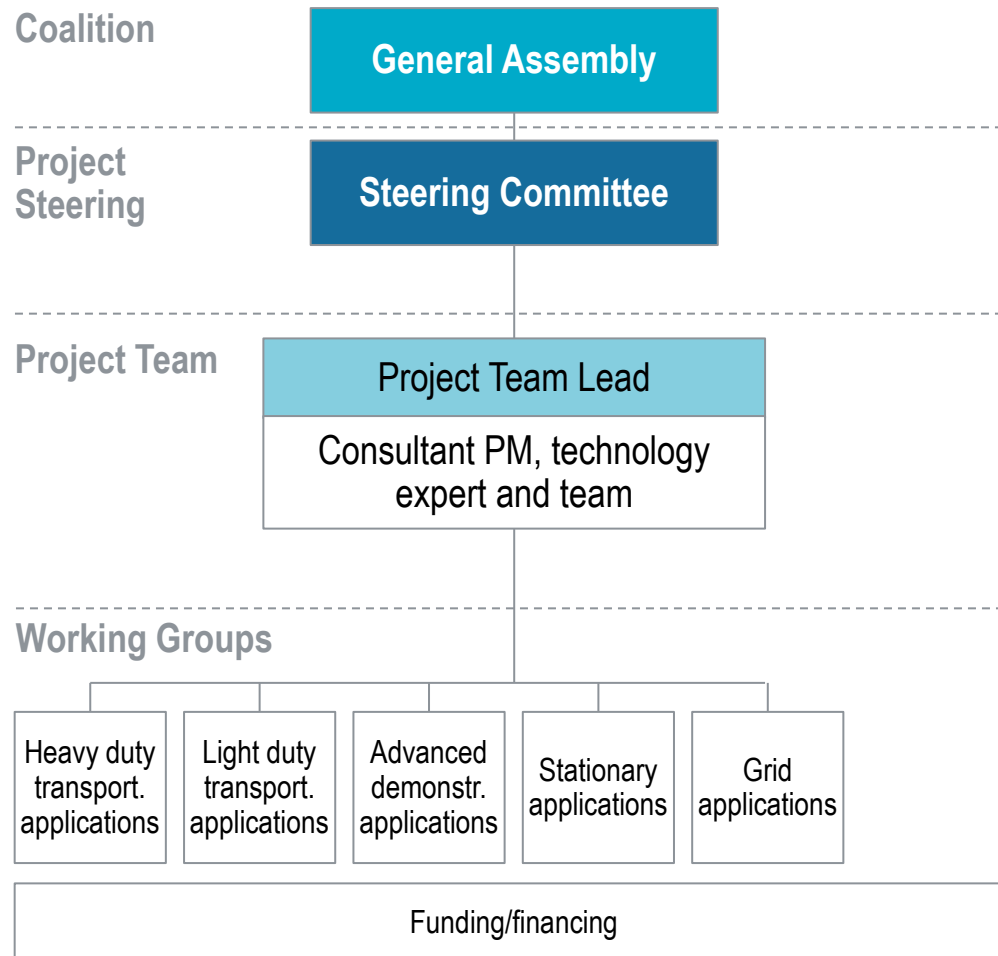 Coalition
General Assembly
Project
Steering
Steering Committee
Project Team
Project Team Lead
Consultant PM, technology
expert and team
Working Groups
Heavy duty
transport.
applications
Light duty
transport.
applications
Advanced
demonstr.
applications
Stationary
applications
Grid
applications
Funding/financing